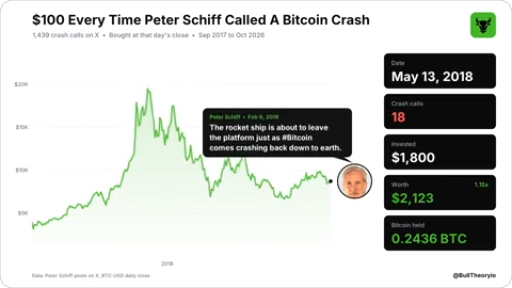 $100 Every Time Peter Schiff Called A Bitcoin Crash
1,439 crash calls on X • Bought at that day's close • Sep 2017 to Oct 2026
$20K
$15K
$10K
$5K
2018
Peter Schiff • Feb 6, 2018
The rocket ship is about to leave
the platform just as #Bitcoin
comes crashing back down to earth.
Date
May 13, 2018
Crash calls
18
Invested
$1,800
Worth 1.18x
$2,123
Bitcoin held
0.2436 BTC
Data: Peter Schiff posts on X, BTC-USD daily close.
@BullTheoryio